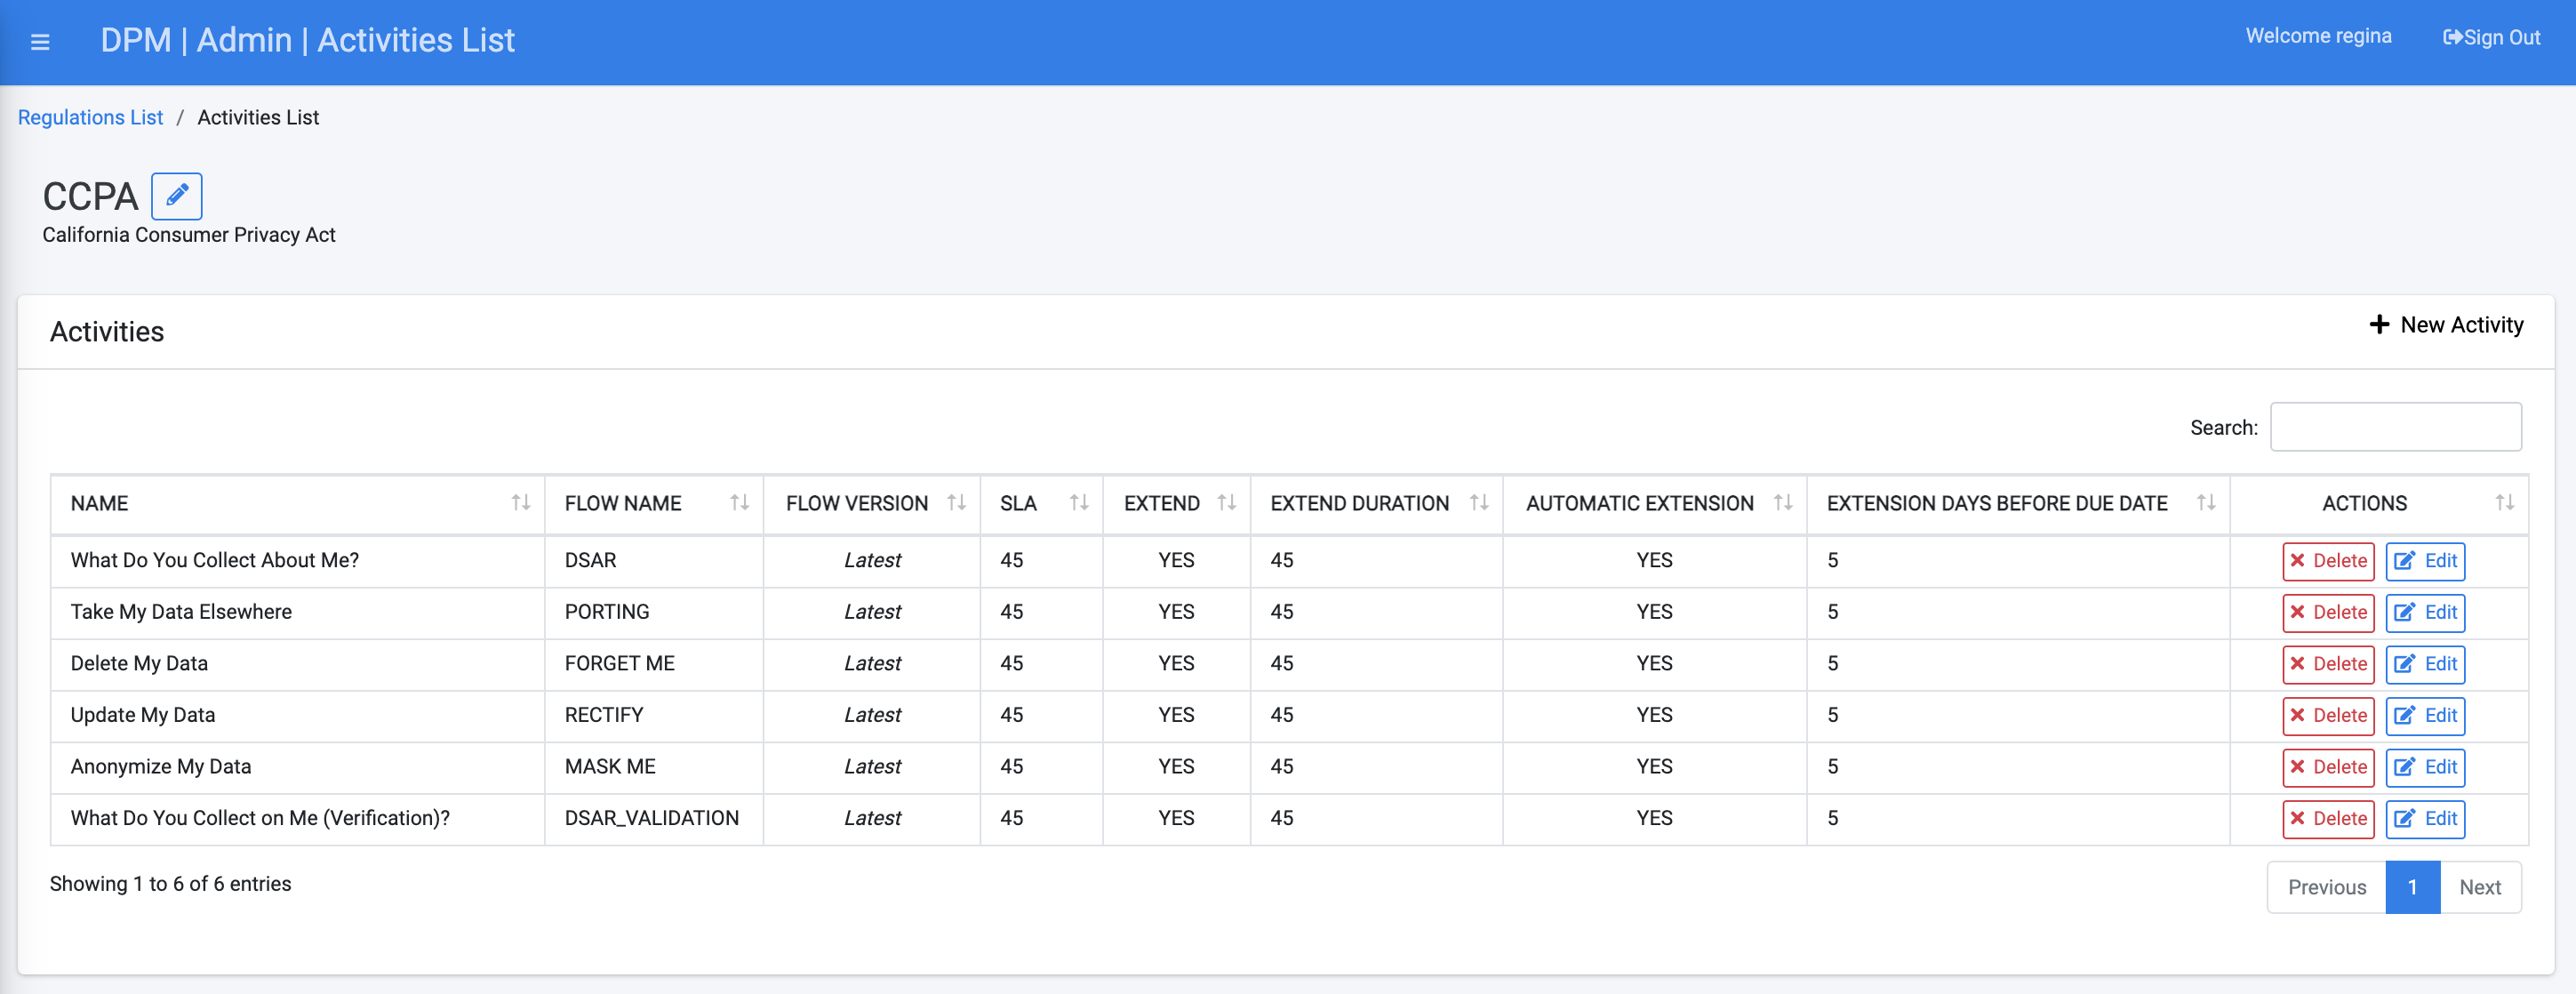 DPM | Admin | Activities List
Welcome regina
Sign Out
Regulations List / Activities List
CCPA
California Consumer Privacy Act
Activities
New Activity
Search:
NAME FLOW NAME FLOW VERSION SLA EXTEND EXTEND DURATION AUTOMATIC EXTENSION EXTENSION DAYS BEFORE DUE DATE ACTIONS
What Do You Collect About Me? DSAR Latest 45 YES 45 YES 5 Delete Edit
Take My Data Elsewhere PORTING Latest 45 YES 45 YES 5 Delete Edit
Delete My Data FORGET ME Latest 45 YES 45 YES 5 Delete Edit
Update My Data RECTIFY Latest 45 YES 45 YES 5 Delete Edit
Anonymize My Data MASK ME Latest 45 YES 45 YES 5 Delete Edit
What Do You Collect on Me (Verification)? DSAR_VALIDATION Latest 45 YES 45 YES 5 Delete Edit
Showing 1 to 6 of 6 entries
Previous 1 Next